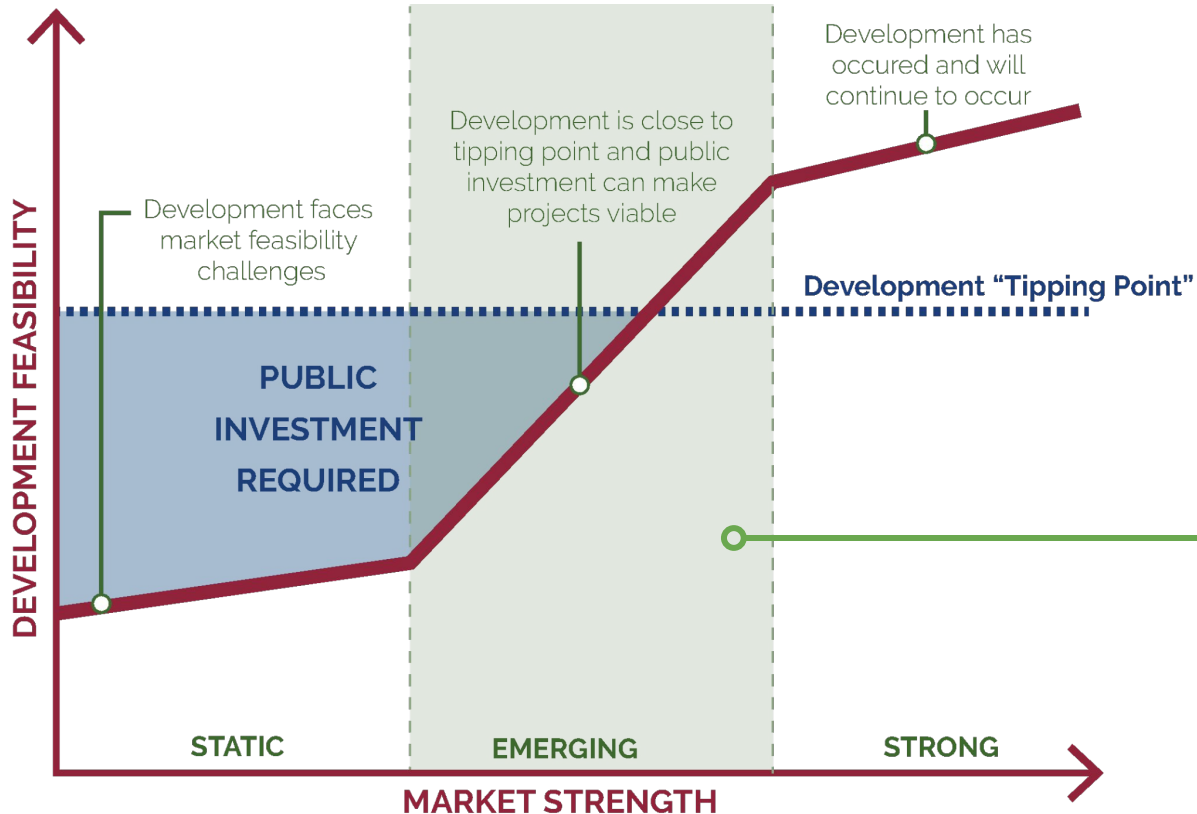 Development has
occured and will
continue to occur
Development is close to
tipping point and public
investment can make
projects viable
Development faces
market feasibility
challenges
Development “Tipping Point”
PUBLIC
INVESTMENT
REQUIRED
DEVELOPMENT FEASIBILITY
STATIC
EMERGING
STRONG
MARKET STRENGTH